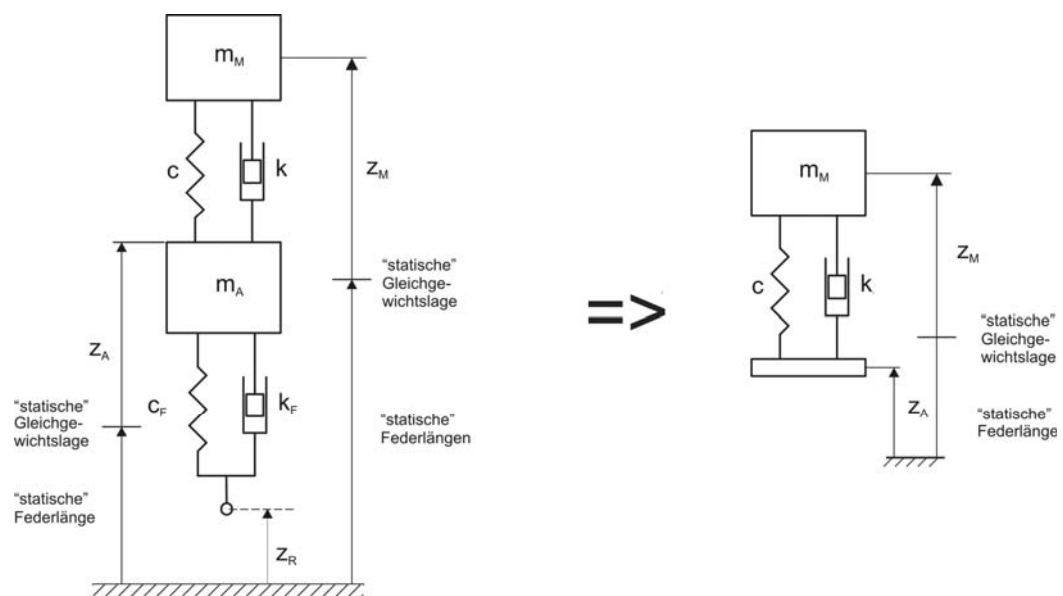 m_M
c
k
z_M
"statische"
Gleichge-
wichtslage
m_A
z_A
"statische"
Gleichge-
wichtslage
c_F
k_F
"statische"
Federlängen
"statische"
Federlänge
z_R
=>
m_M
c
k
z_M
"statische"
Gleichge-
wichtslage
z_A
"statische"
Federlänge